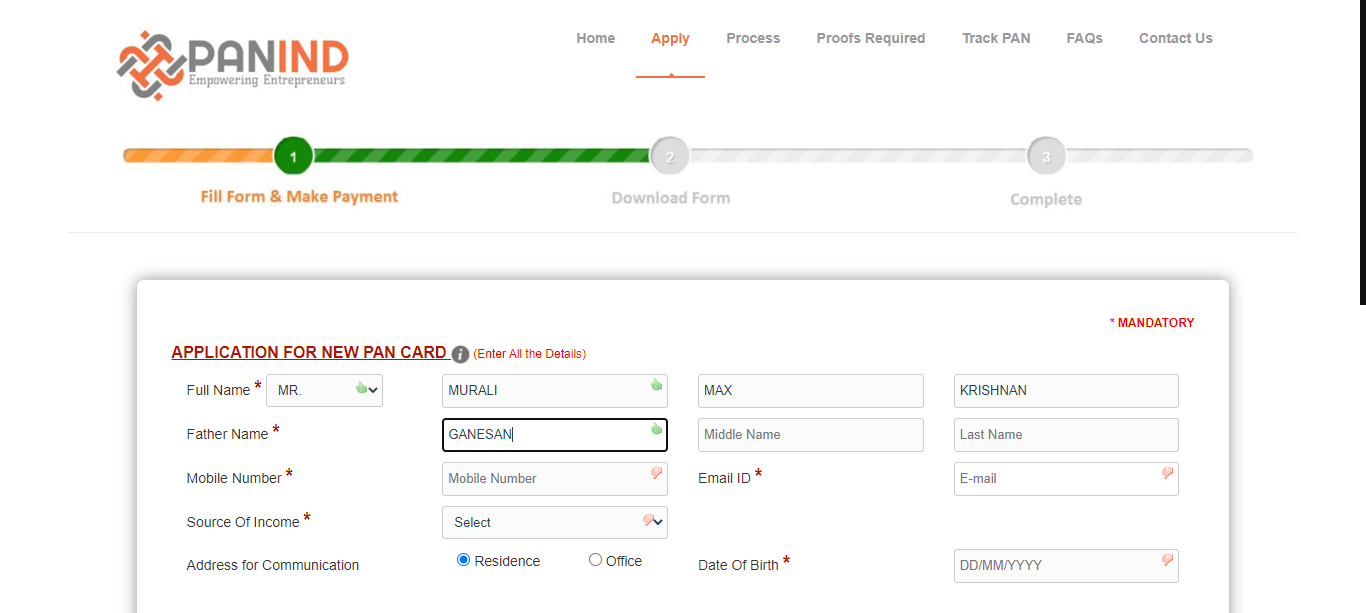 PANIND
Empowering Entrepreneurs
Home Apply Process Proofs Required Track PAN FAQs Contact Us
1 2 3
Fill Form & Make Payment Download Form Complete
* MANDATORY
APPLICATION FOR NEW PAN CARD i (Enter All the Details)
Full Name * MR. MURALI MAX KRISHNAN
Father Name * GANESAN Middle Name Last Name
Mobile Number * Mobile Number Email ID * E-mail
Source Of Income * Select
Address for Communication Residence Office Date Of Birth * DD/MM/YYYY